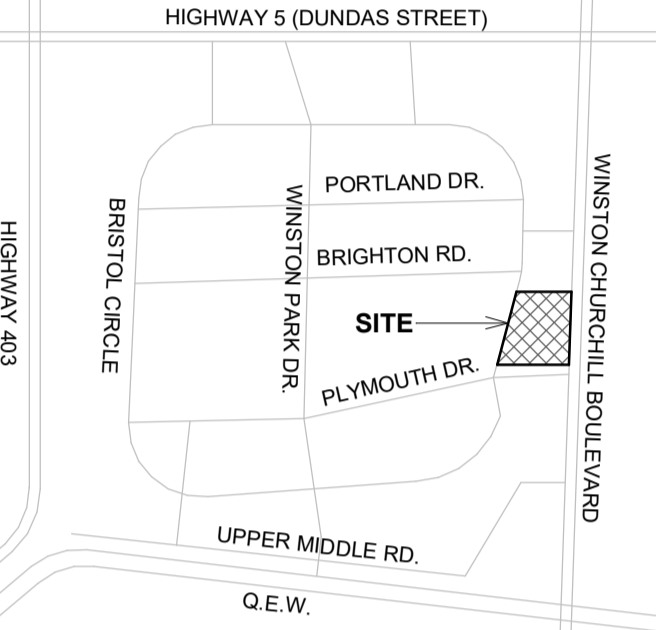 HIGHWAY 5 (DUNDAS STREET)
PORTLAND DR.
WINSTON PARK DR.
BRISTOL CIRCLE
BRIGHTON RD.
WINSTON CHURCHILL BOULEVARD
HIGHWAY 403
SITE
PLYMOUTH DR.
UPPER MIDDLE RD.
Q.E.W.